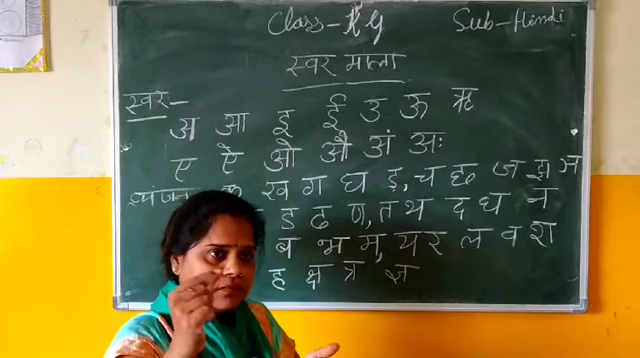 Class-KG Sub-Hindi
स्वर माला
स्वर-
अ आ इ ई उ ऊ ऋ
ए ऐ ओ औ अं अः
ख ग घ ङ, च छ ज झ ञ
ड ढ ण, त थ द ध न
ब भ म, य र ल व श
ह क्ष त्र ज्ञ